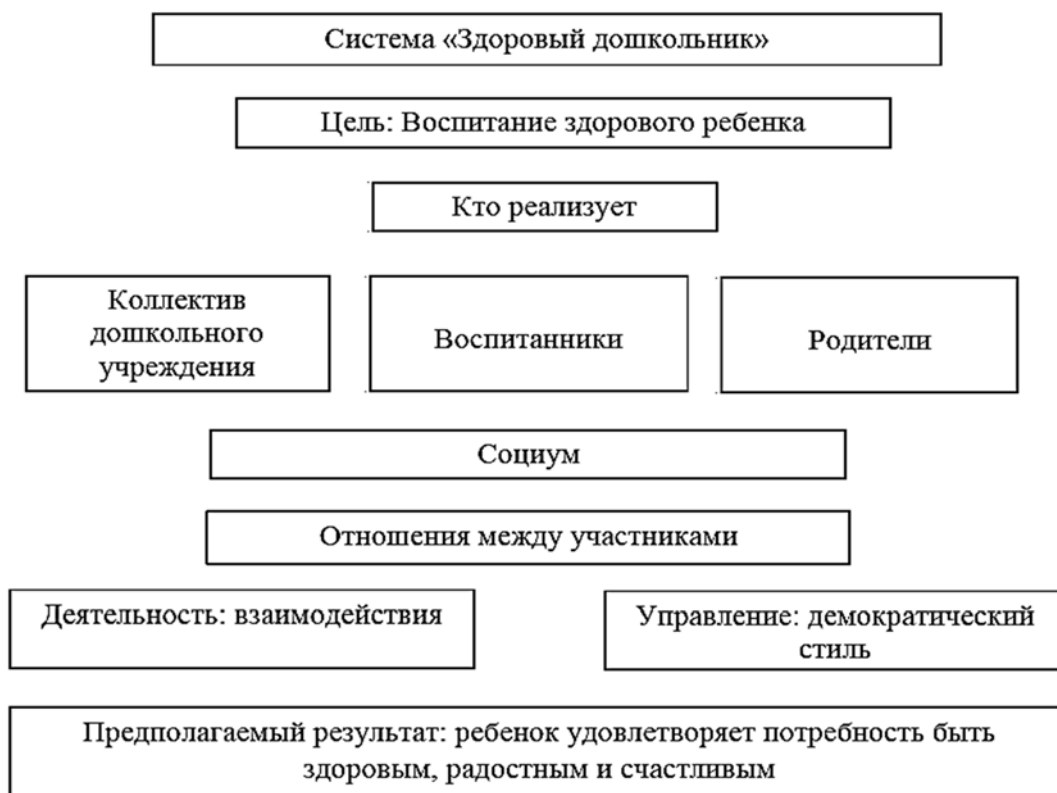 Система «Здоровый дошкольник»
Цель: Воспитание здорового ребенка
Кто реализует
Коллектив
дошкольного
учреждения
Воспитанники
Родители
Социум
Отношения между участниками
Деятельность: взаимодействия
Управление: демократический
стиль
Предполагаемый результат: ребенок удовлетворяет потребность быть
здоровым, радостным и счастливым